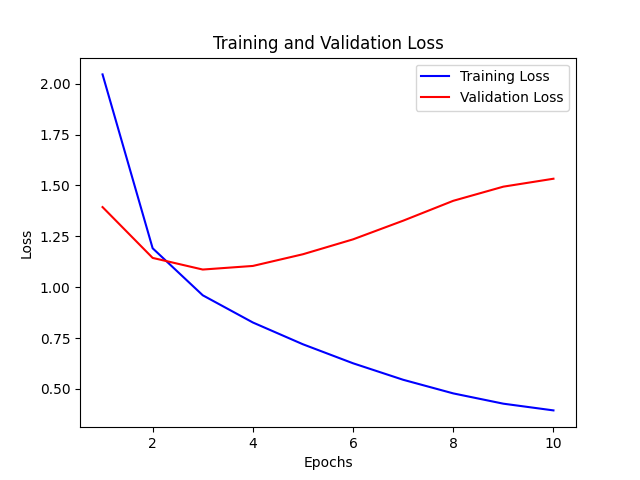 Training and Validation Loss
Training Loss
Validation Loss
2.00
1.75
1.50
1.25
1.00
0.75
0.50
Loss
2 4 6 8 10
Epochs